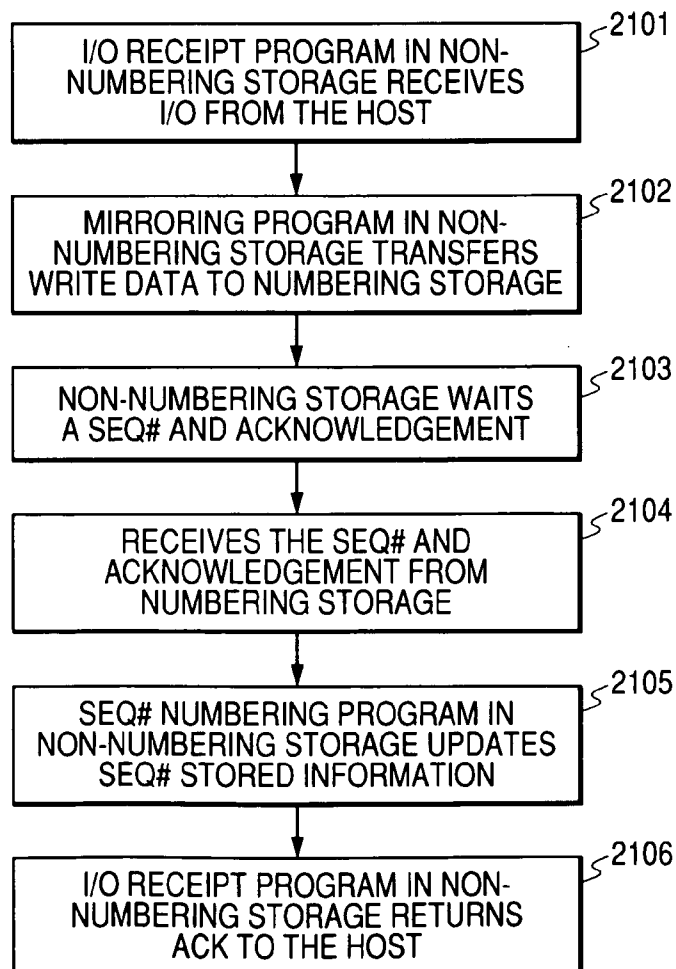 2101
I/O RECEIPT PROGRAM IN NON-
NUMBERING STORAGE RECEIVES
I/O FROM THE HOST
2102
MIRRORING PROGRAM IN NON-
NUMBERING STORAGE TRANSFERS
WRITE DATA TO NUMBERING STORAGE
2103
NON-NUMBERING STORAGE WAITS
A SEQ# AND ACKNOWLEDGEMENT
2104
RECEIVES THE SEQ# AND
ACKNOWLEDGEMENT FROM
NUMBERING STORAGE
2105
SEQ# NUMBERING PROGRAM IN
NON-NUMBERING STORAGE UPDATES
SEQ# STORED INFORMATION
2106
I/O RECEIPT PROGRAM IN NON-
NUMBERING STORAGE RETURNS
ACK TO THE HOST